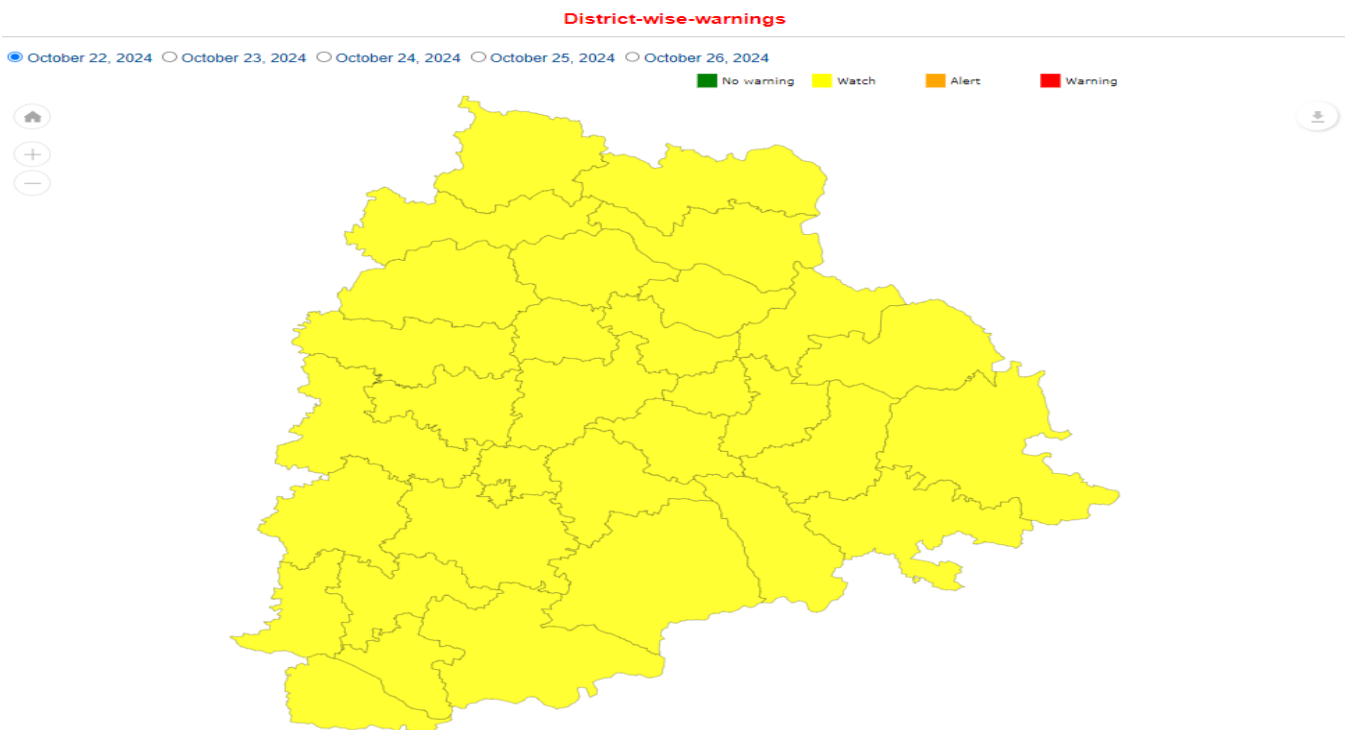 District-wise-warnings
October 22, 2024 October 23, 2024 October 24, 2024 October 25, 2024 October 26, 2024
No warning Watch Alert Warning